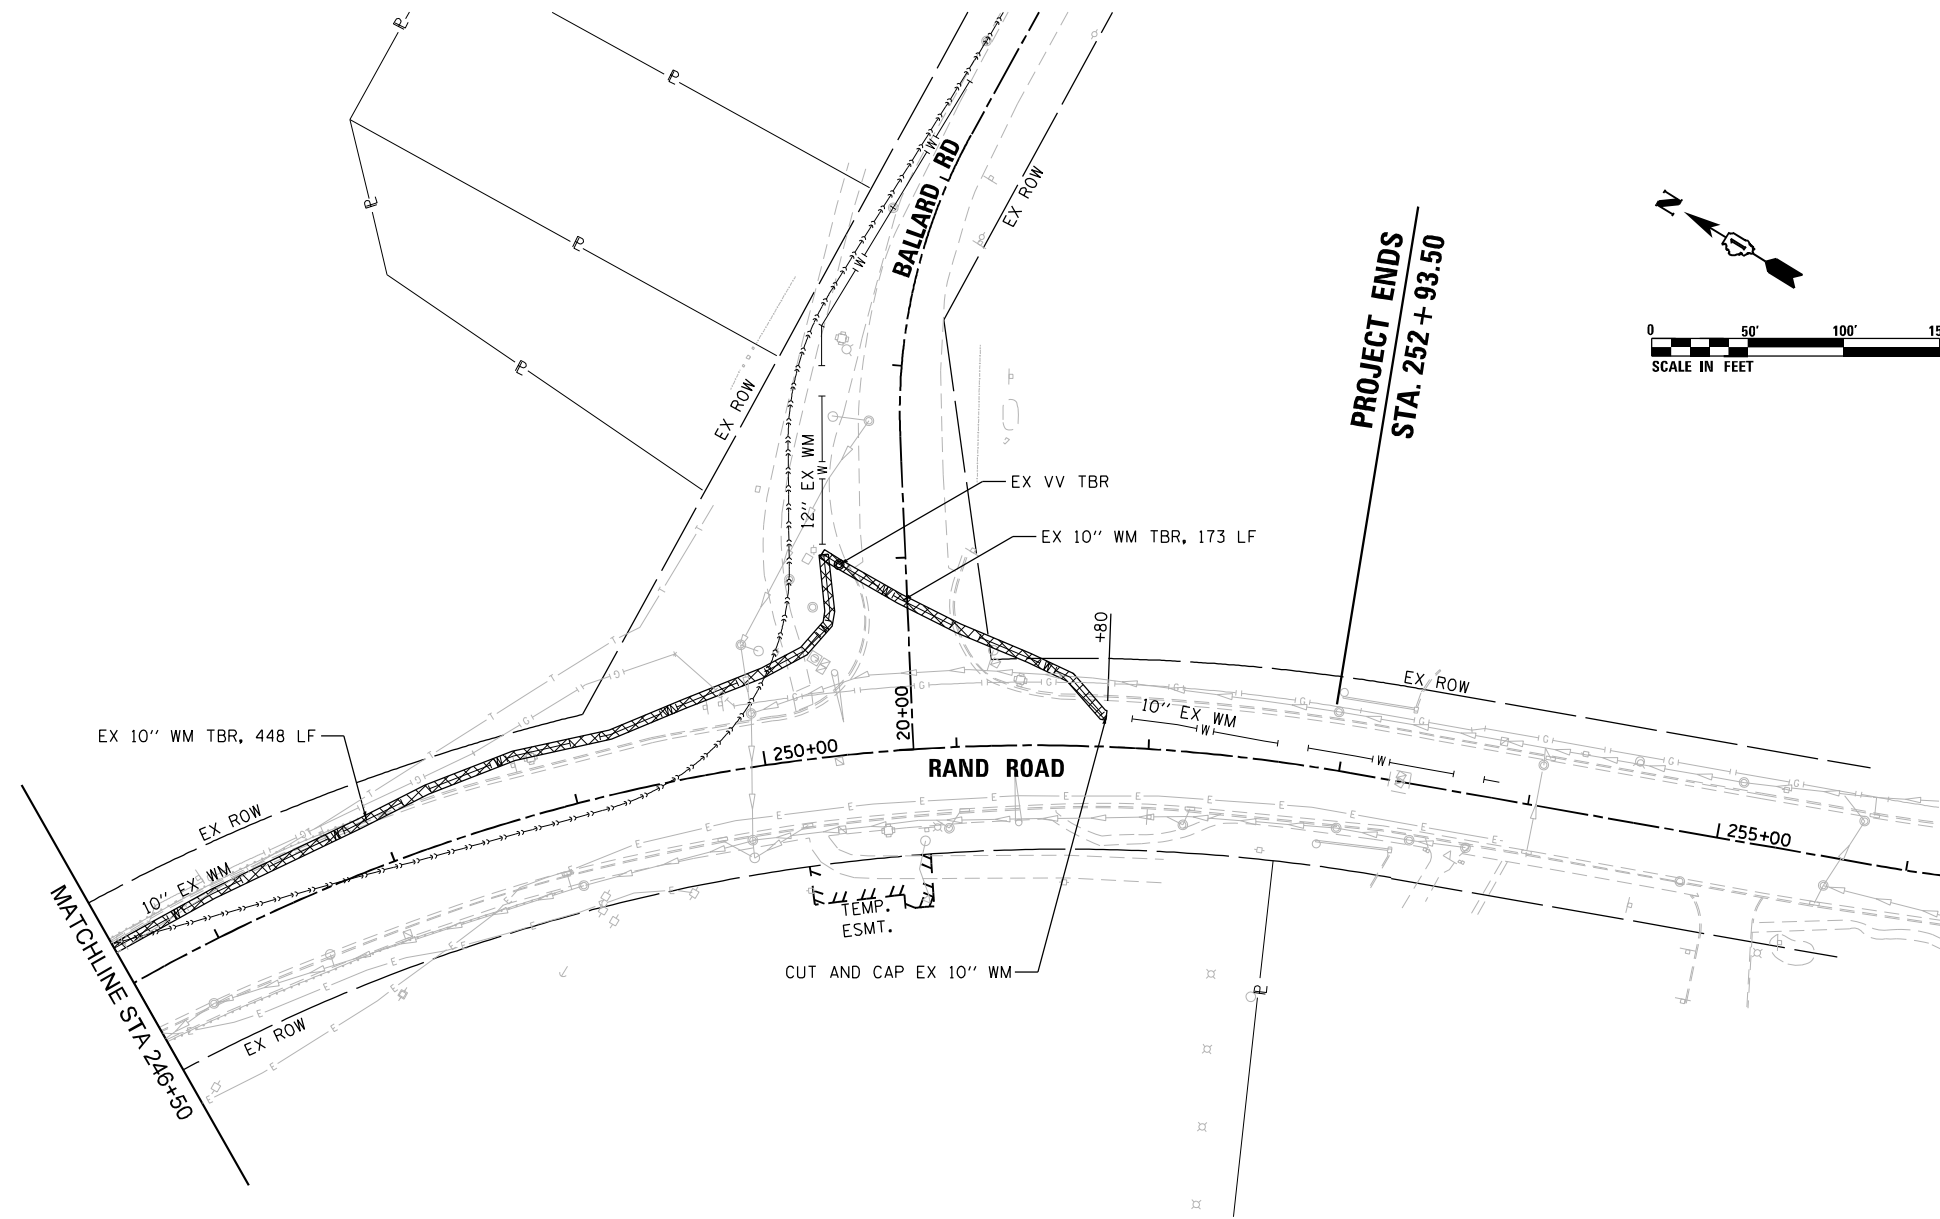 BALLARD RD
EX ROW
N
1
0 50' 100' 15
SCALE IN FEET
PROJECT ENDS
STA. 252+93.50
EX ROW
12" EX WM
EX VV TBR
EX 10" WM TBR, 173 LF
+80
EX ROW
10" EX WM
20+00
250+00
RAND ROAD
255+00
EX 10" WM TBR, 448 LF
EX ROW
10" EX WM
TEMP.
ESMT.
CUT AND CAP EX 10" WM
EX ROW
MATCHLINE STA 246+50